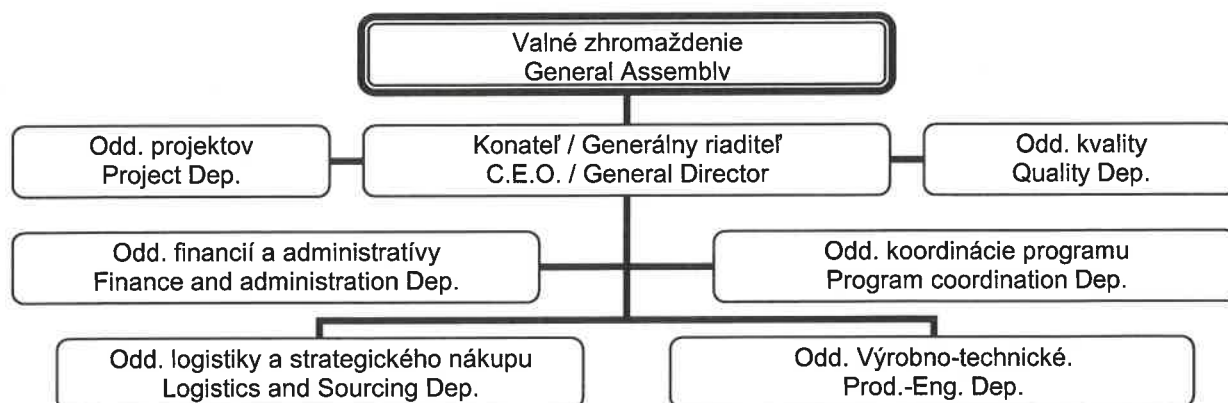 Valné zhromaždenie
General Assembly
Odd. projektov
Project Dep.
Konateľ / Generálny riaditeľ
C.E.O. / General Director
Odd. kvality
Quality Dep.
Odd. financií a administratívy
Finance and administration Dep.
Odd. koordinácie programu
Program coordination Dep.
Odd. logistiky a strategického nákupu
Logistics and Sourcing Dep.
Odd. Výrobno-technické.
Prod.-Eng. Dep.